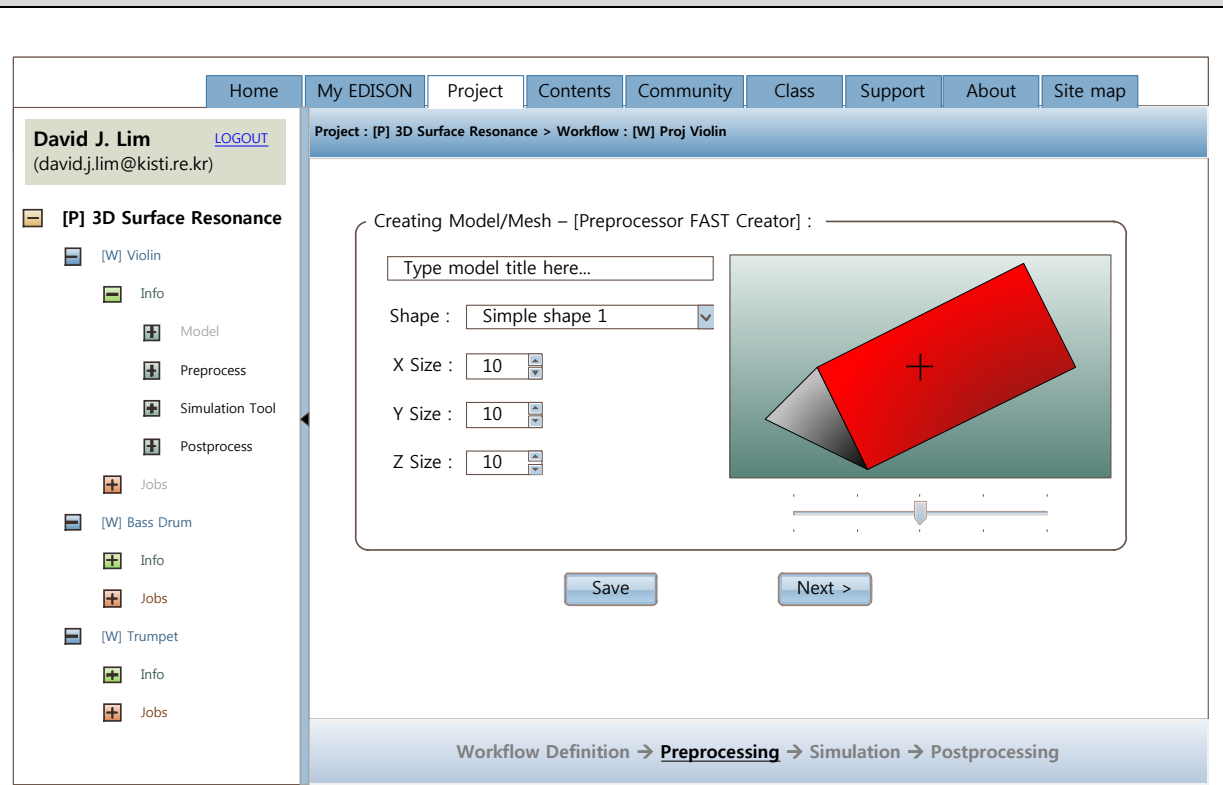 Home My EDISON Project Contents Community Class Support About Site map
David J. Lim LOGOUT
(david.j.lim@kisti.re.kr)
Project : [P] 3D Surface Resonance > Workflow : [W] Proj Violin
[P] 3D Surface Resonance
[W] Violin
Info
Model
Preprocess
Simulation Tool
Postprocess
Jobs
[W] Bass Drum
Info
Jobs
[W] Trumpet
Info
Jobs
Creating Model/Mesh – [Preprocessor FAST Creator] :
Type model title here...
Shape : Simple shape 1
X Size : 10
Y Size : 10
Z Size : 10
Save Next >
Workflow Definition → Preprocessing → Simulation → Postprocessing